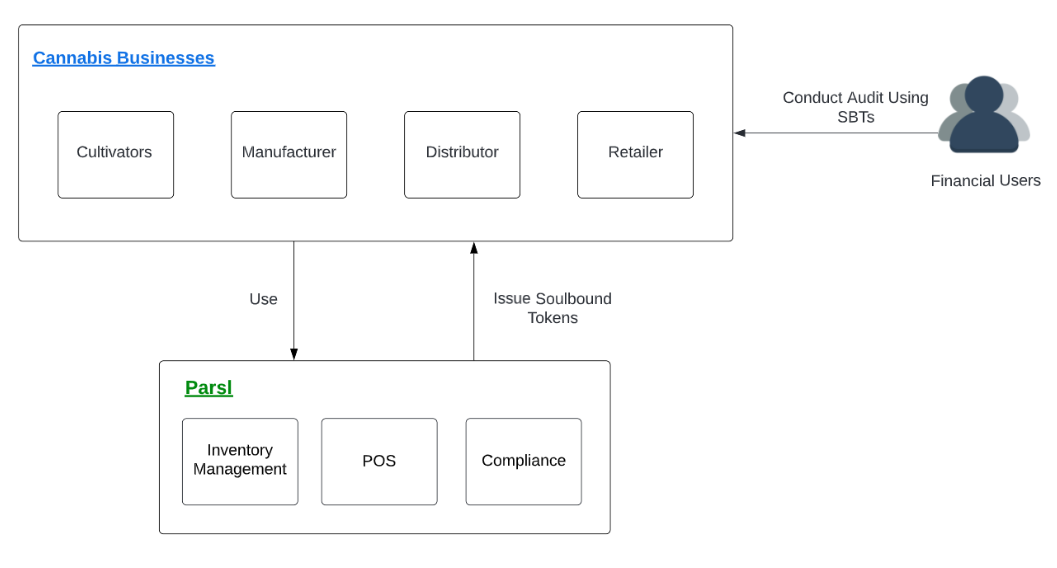 Cannabis Businesses
Cultivators
Manufacturer
Distributor
Retailer
Conduct Audit Using
SBTs
Financial Users
Use
Issue Soulbound
Tokens
Parsl
Inventory
Management
POS
Compliance